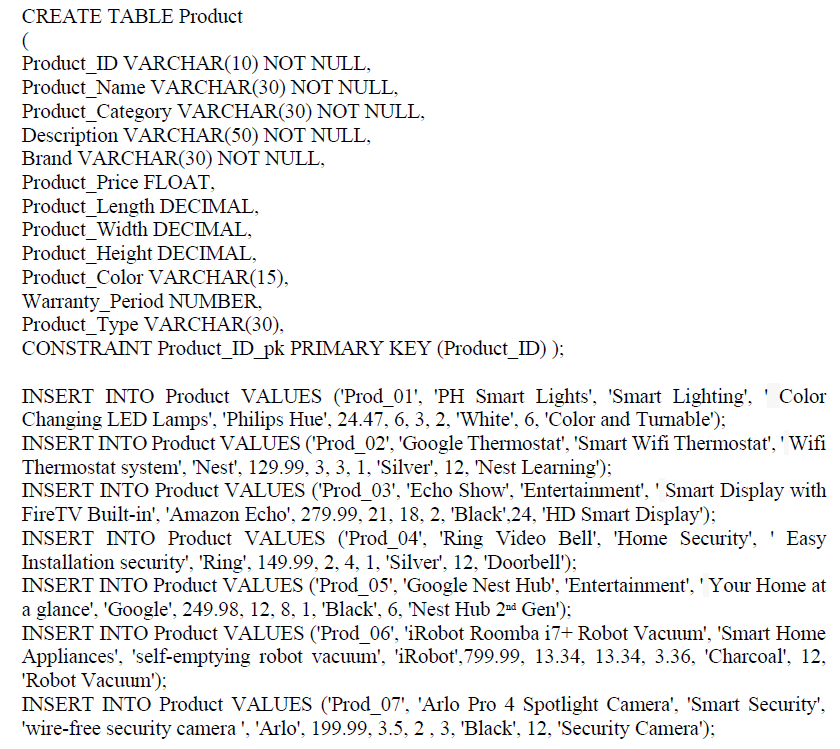 CREATE TABLE Product
(
Product_ID VARCHAR(10) NOT NULL,
Product_Name VARCHAR(30) NOT NULL,
Product_Category VARCHAR(30) NOT NULL,
Description VARCHAR(50) NOT NULL,
Brand VARCHAR(30) NOT NULL,
Product_Price FLOAT,
Product_Length DECIMAL,
Product_Width DECIMAL,
Product_Height DECIMAL,
Product_Color VARCHAR(15),
Warranty_Period NUMBER,
Product_Type VARCHAR(30),
CONSTRAINT Product_ID_pk PRIMARY KEY (Product_ID) );
INSERT INTO Product VALUES ('Prod_01', 'PH Smart Lights', 'Smart Lighting', ' Color
Changing LED Lamps', 'Philips Hue', 24.47, 6, 3, 2, 'White', 6, 'Color and Turnable');
INSERT INTO Product VALUES ('Prod_02', 'Google Thermostat', 'Smart Wifi Thermostat', ' Wifi
Thermostat system', 'Nest', 129.99, 3, 3, 1, 'Silver', 12, 'Nest Learning');
INSERT INTO Product VALUES ('Prod_03', 'Echo Show', 'Entertainment', ' Smart Display with
FireTV Built-in', 'Amazon Echo', 279.99, 21, 18, 2, 'Black',24, 'HD Smart Display');
INSERT INTO Product VALUES ('Prod_04', 'Ring Video Bell', 'Home Security', ' Easy
Installation security', 'Ring', 149.99, 2, 4, 1, 'Silver', 12, 'Doorbell');
INSERT INTO Product VALUES ('Prod_05', 'Google Nest Hub', 'Entertainment', ' Your Home at
a glance', 'Google', 249.98, 12, 8, 1, 'Black', 6, 'Nest Hub 2nd Gen');
INSERT INTO Product VALUES ('Prod_06', 'iRobot Roomba i7+ Robot Vacuum', 'Smart Home
Appliances', 'self-emptying robot vacuum', 'iRobot',799.99, 13.34, 13.34, 3.36, 'Charcoal', 12,
'Robot Vacuum');
INSERT INTO Product VALUES ('Prod_07', 'Arlo Pro 4 Spotlight Camera', 'Smart Security',
'wire-free security camera ', 'Arlo', 199.99, 3.5, 2 , 3, 'Black', 12, 'Security Camera');